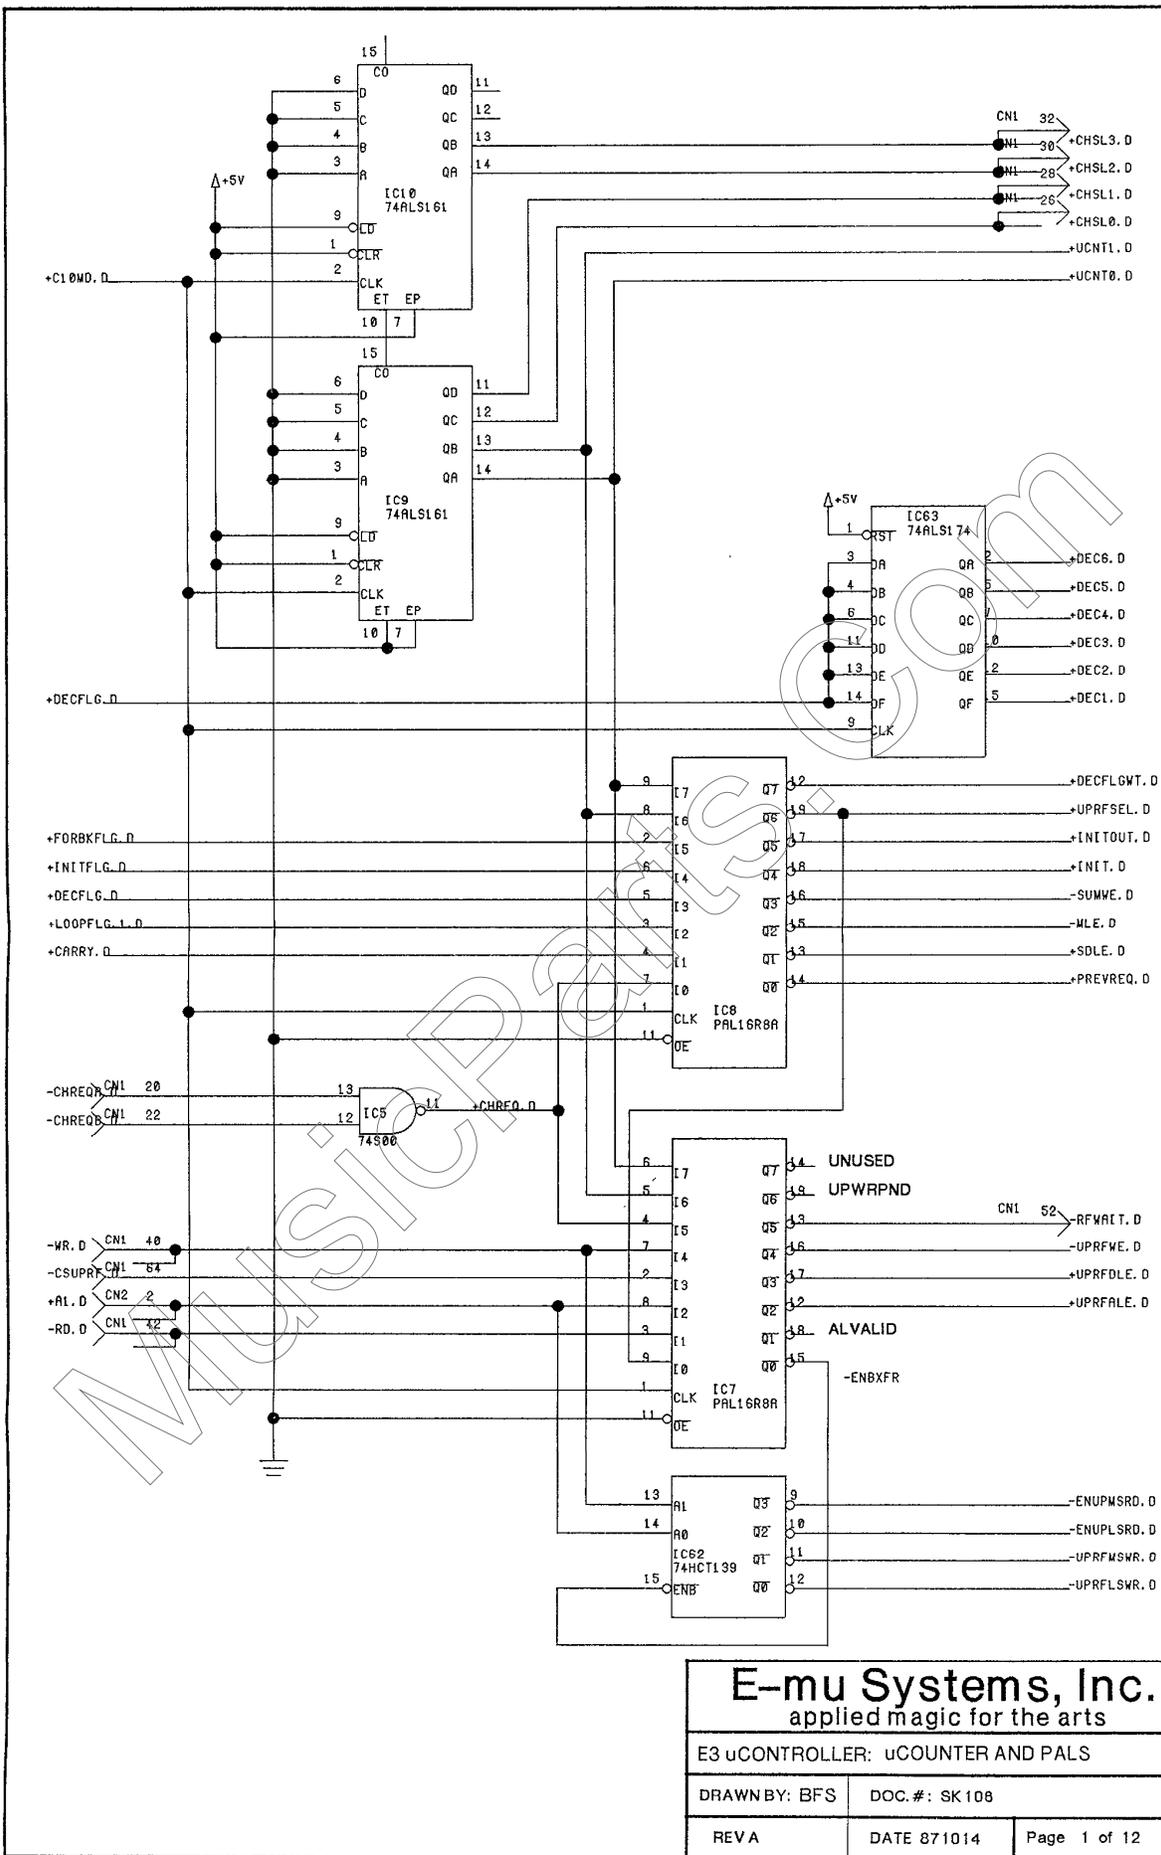 15
CO
6 D QD 11
5 C QC 12
4 B QB 13
3 A QA 14
CN1 32
+CHSL3.D
CN1 30
+CHSL2.D
CN1 28
+CHSL1.D
CN1 26
+CHSL0.D
+5V
IC10
74ALS161
9 LD
1 CLR
+UCNT1.D
+C10MD.D 2 CLK
+UCNT0.D
ET EP
10 7
15
CO
6 D QD 11
5 C QC 12
4 B QB 13
3 A QA 14
IC9
74ALS161
9 LD
1 CLR
2 CLK
ET EP
10 7
+5V
IC63
74ALS174
1 RST
3 DA QA 2 +DEC6.D
4 DB QB 5 +DEC5.D
6 DC QC 7 +DEC4.D
11 DD QD 0 +DEC3.D
13 DE QE 2 +DEC2.D
+DECFLG.D 14 DF QF 5 +DEC1.D
9 CLK
9 I7 Q7 12 +DECFLGWT.D
8 I6 Q6 19 +UPRFSEL.D
+FORBKFLG.D 2 I5 Q5 17 +INITOUT.D
+INITFLG.D 6 I4 Q4 18 +INIT.D
+DECFLG.D 5 I3 Q3 16 -SUMWE.D
+LOOPFLG.1.D 3 I2 Q2 15 -MLE.D
+CARRY.D 4 I1 Q1 13 +SDLE.D
7 I0 Q0 14 +PREVREQ.D
1 CLK
IC8
PAL16R8A
11 OE
-CHREQA.D CN1 20 13
IC5 11 +CHREQ.D
-CHREQB.D CN1 22 12
74S00
6 I7 Q7 14 UNUSED
5 I6 Q6 19 UPWRPND
4 I5 Q5 13 CN1 52 -RFWAIT.D
-WR.D CN1 40 7 I4 Q4 16 -UPRFWE.D
-CSUPRF.D CN1 64 2 I3 Q3 17 +UPRFDLE.D
+A1.D CN2 2 8 I2 Q2 12 +UPRFALE.D
-RD.D CN1 42 3 I1 Q1 18 ALVALID
9 I0 Q0 15
-ENBXFR
1 CLK
IC7
PAL16R8A
11 OE
13 A1 Q3 9 -ENUPMSRD.D
14 A0 Q2 10 -ENUPLSRD.D
IC62
74HCT139
Q1 11 -UPRFMSWR.D
15 ENB Q0 12 -UPRFLSWR.D
MusicParts.Com
E-mu Systems, Inc.
applied magic for the arts
E3 uCONTROLLER: uCOUNTER AND PALS
DRAWN BY: BFS DOC.#: SK108
REV A DATE 871014 Page 1 of 12